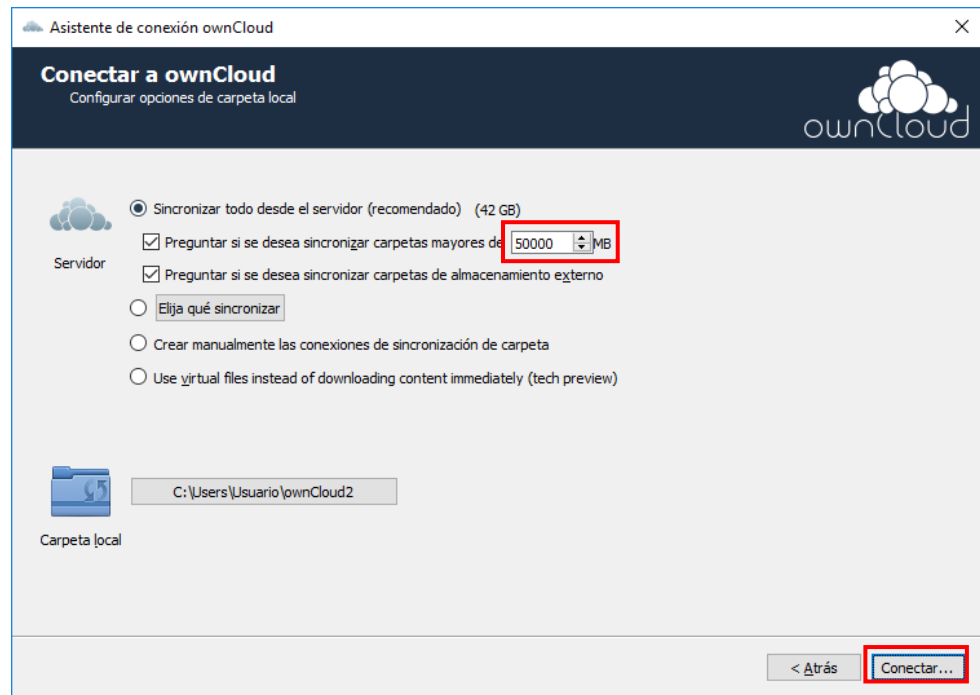 Asistente de conexión ownCloud
Conectar a ownCloud
Configurar opciones de carpeta local
ownCloud
Sincronizar todo desde el servidor (recomendado) (42 GB)
Preguntar si se desea sincronizar carpetas mayores de 50000 MB
Servidor
Preguntar si se desea sincronizar carpetas de almacenamiento externo
Elija qué sincronizar
Crear manualmente las conexiones de sincronización de carpeta
Use virtual files instead of downloading content immediately (tech preview)
C:\Users\Usuario\ownCloud2
Carpeta local
< Atrás Conectar...